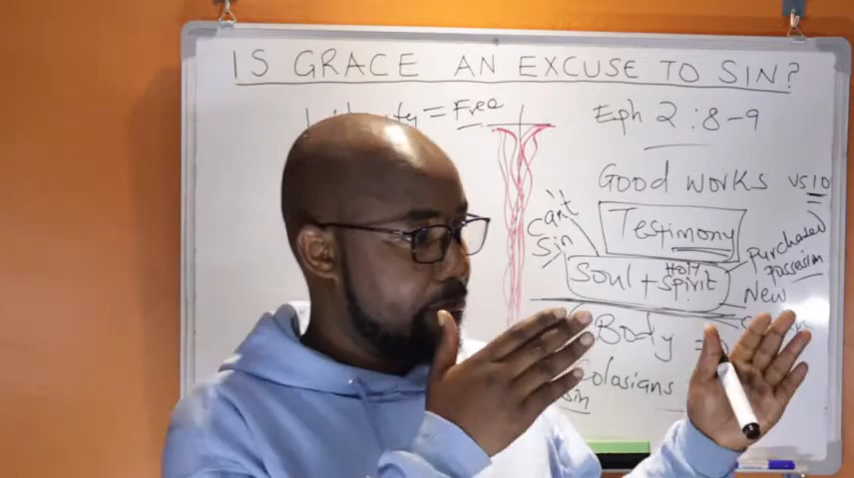 IS GRACE AN EXCUSE TO SIN?
= Free
Eph 2:8-9
Good works vs10
Testimony
Can't
Sin
Purchased
possession
Soul + Holy
Spirit
New
Body =
Colasians
Sin